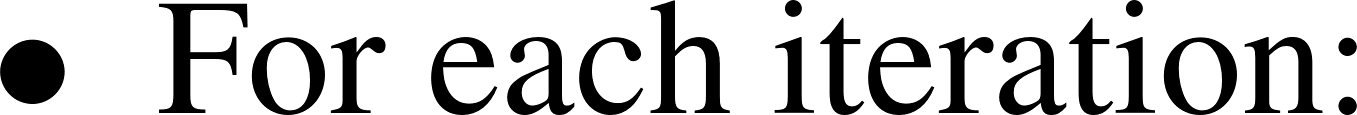 • For each iteration: